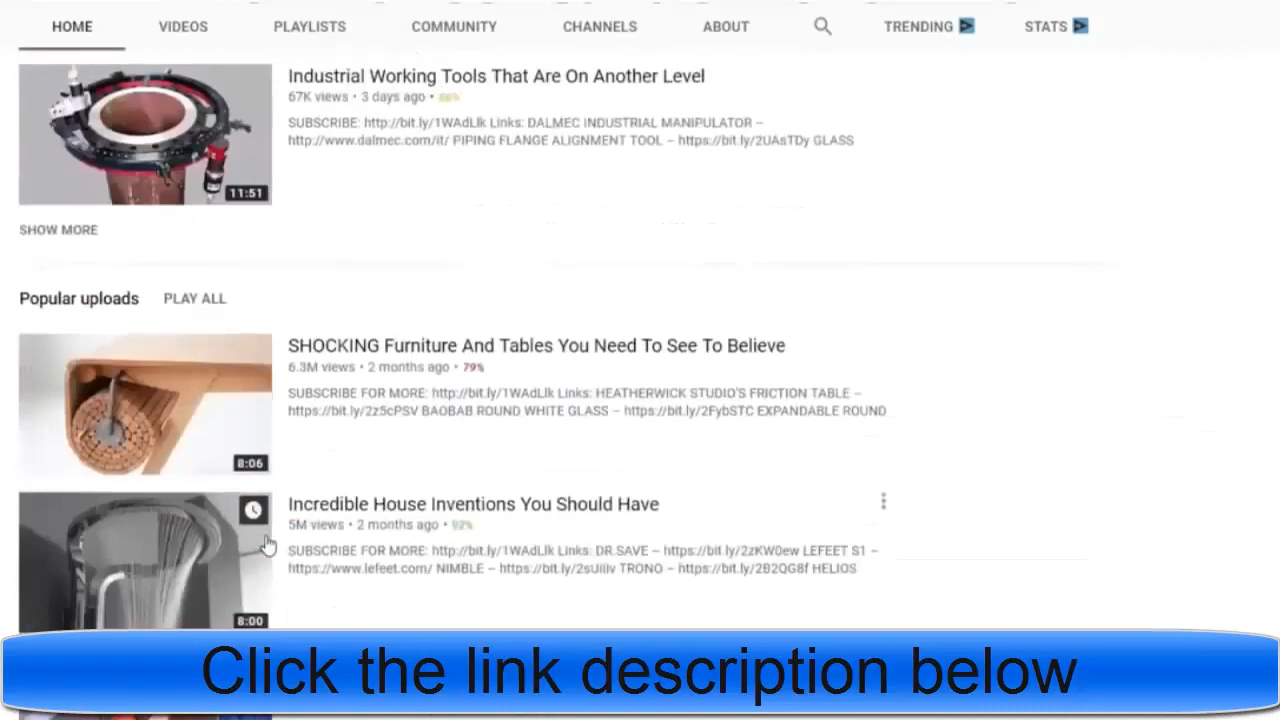 HOME VIDEOS PLAYLISTS COMMUNITY CHANNELS ABOUT TRENDING STATS
Industrial Working Tools That Are On Another Level
67K views • 3 days ago • 86%
SUBSCRIBE: http://bit.ly/1WAdLlk Links: DALMEC INDUSTRIAL MANIPULATOR –
http://www.dalmec.com/it/ PIPING FLANGE ALIGNMENT TOOL – https://bit.ly/2UAsTDy GLASS
11:51
SHOW MORE
Popular uploads PLAY ALL
SHOCKING Furniture And Tables You Need To See To Believe
6.3M views • 2 months ago • 79%
SUBSCRIBE FOR MORE: http://bit.ly/1WAdLlk Links: HEATHERWICK STUDIO'S FRICTION TABLE –
https://bit.ly/2z5cPSV BAOBAB ROUND WHITE GLASS – https://bit.ly/2FybSTC EXPANDABLE ROUND
8:06
Incredible House Inventions You Should Have
5M views • 2 months ago • 92%
SUBSCRIBE FOR MORE: http://bit.ly/1WAdLlk Links: DR.SAVE – https://bit.ly/2zKW0ew LEFEET S1 –
https://www.lefeet.com/ NIMBLE – https://bit.ly/2sUiiIv TRONO – https://bit.ly/2B2QG8f HELIOS
8:00
Click the link description below